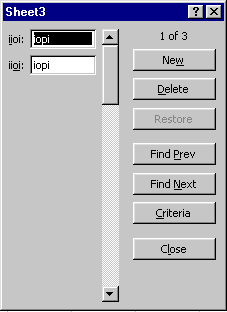 Sheet3
iioi: iopi
iioi: iopi
1 of 3
New
Delete
Restore
Find Prev
Find Next
Criteria
Close